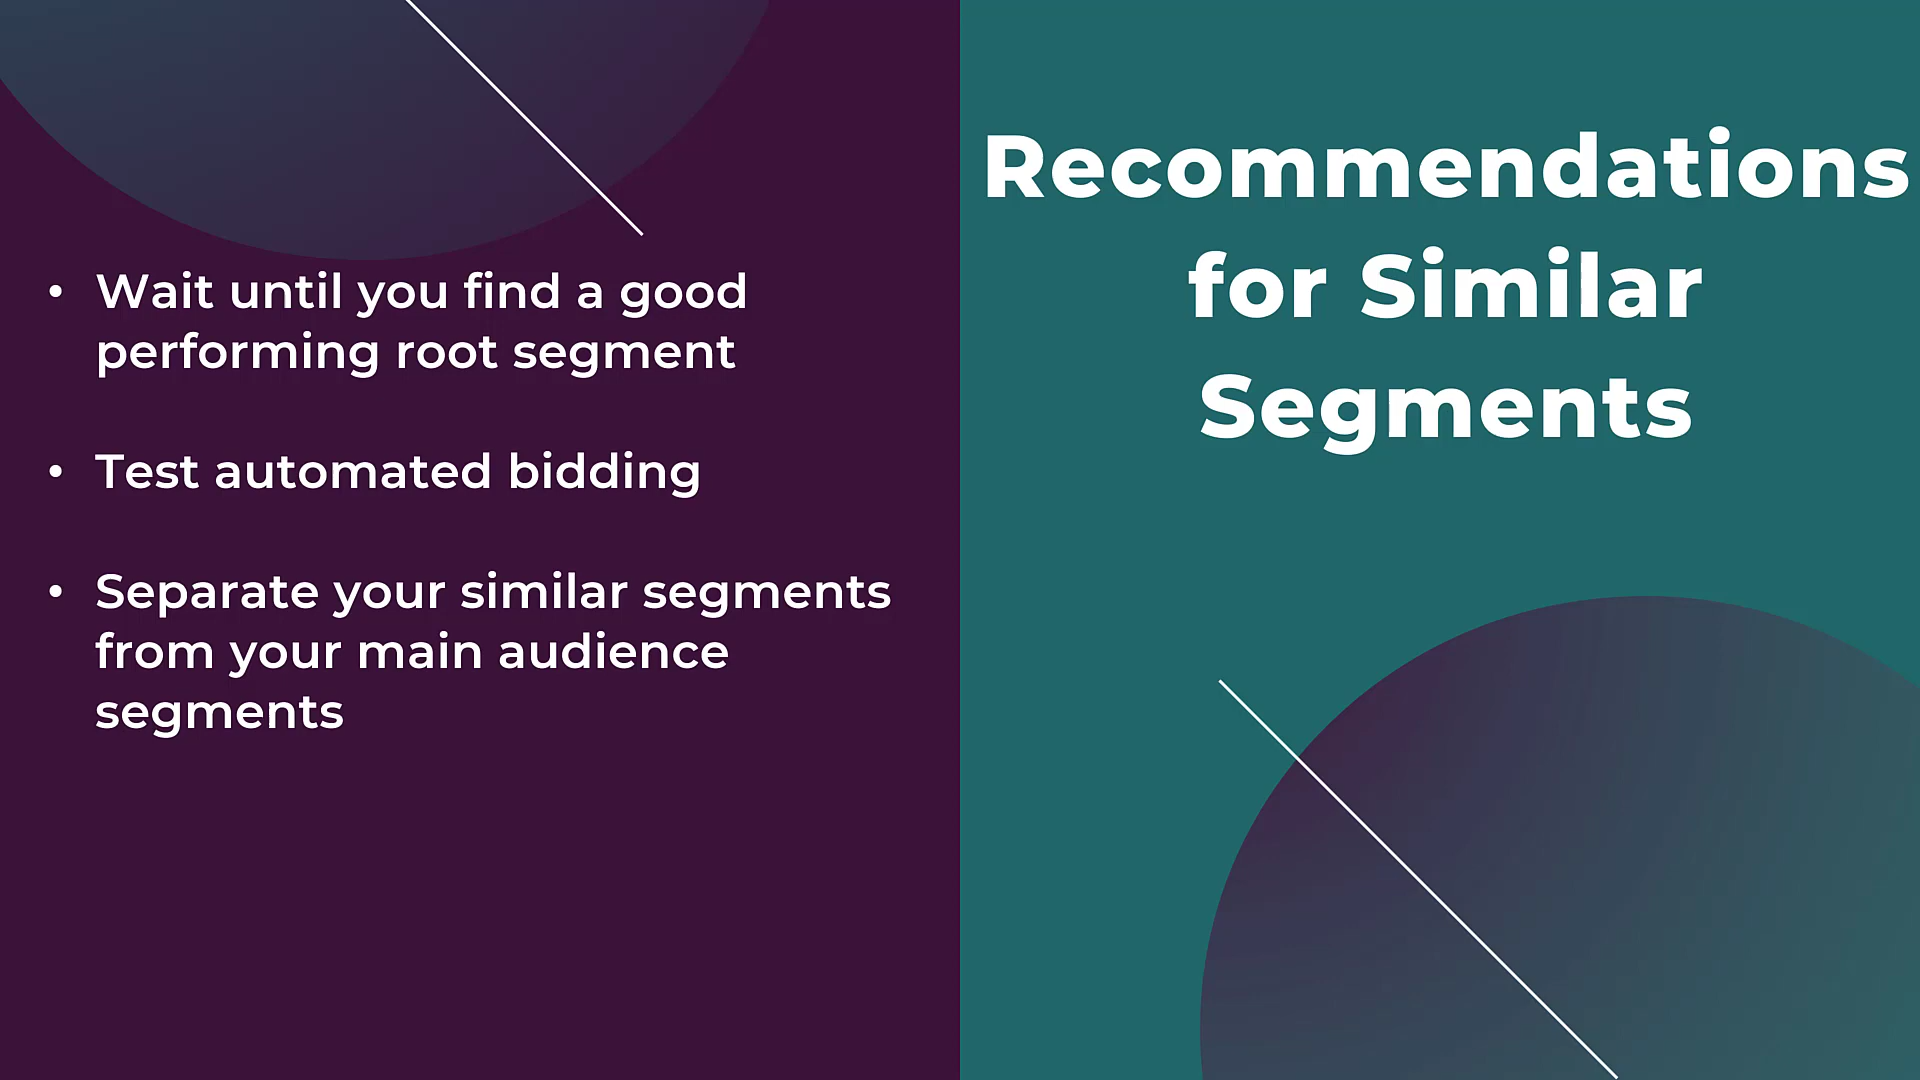 Recommendations
for Similar
Segments
• Wait until you find a good
performing root segment
• Test automated bidding
• Separate your similar segments
from your main audience
segments